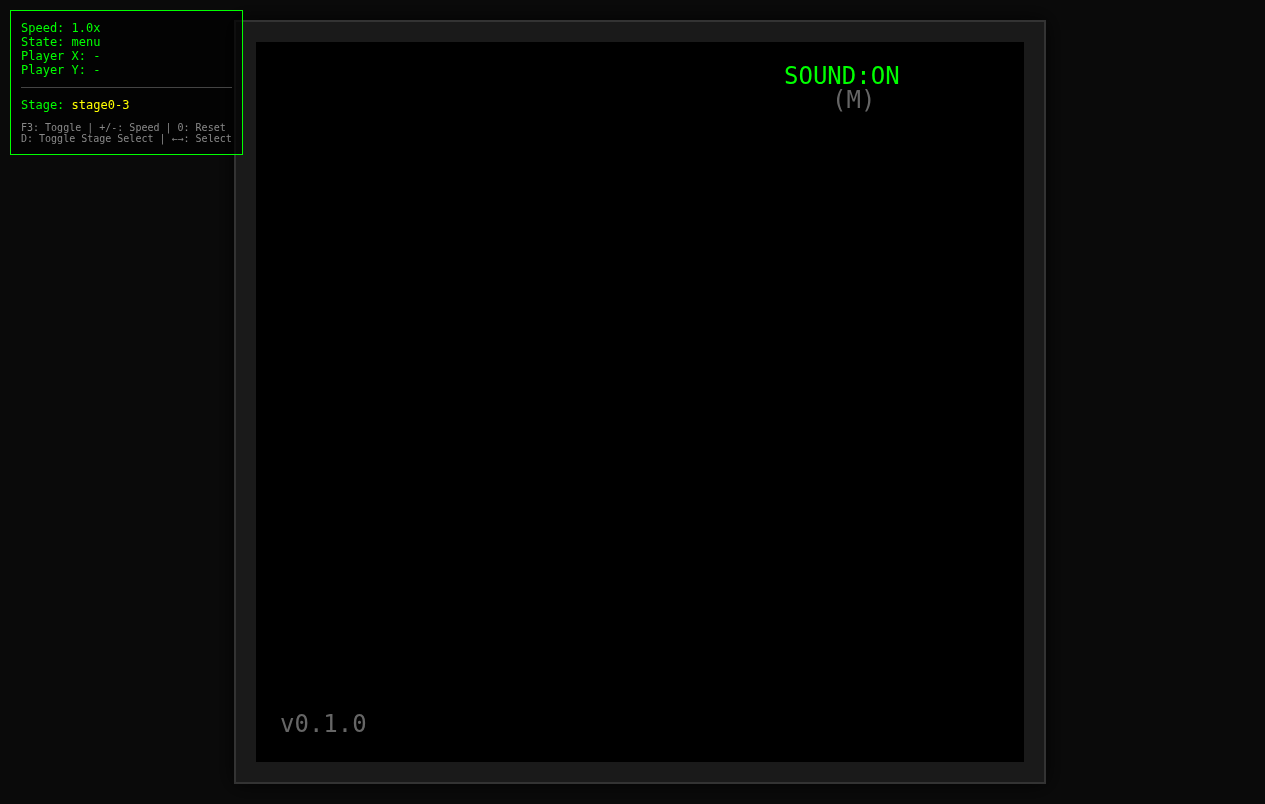 Speed: 1.0x
State: menu
Player X: -
Player Y: -
Stage: stage0-3
F3: Toggle | +/-: Speed | 0: Reset
D: Toggle Stage Select | ←→: Select
SOUND:ON
(M)
v0.1.0